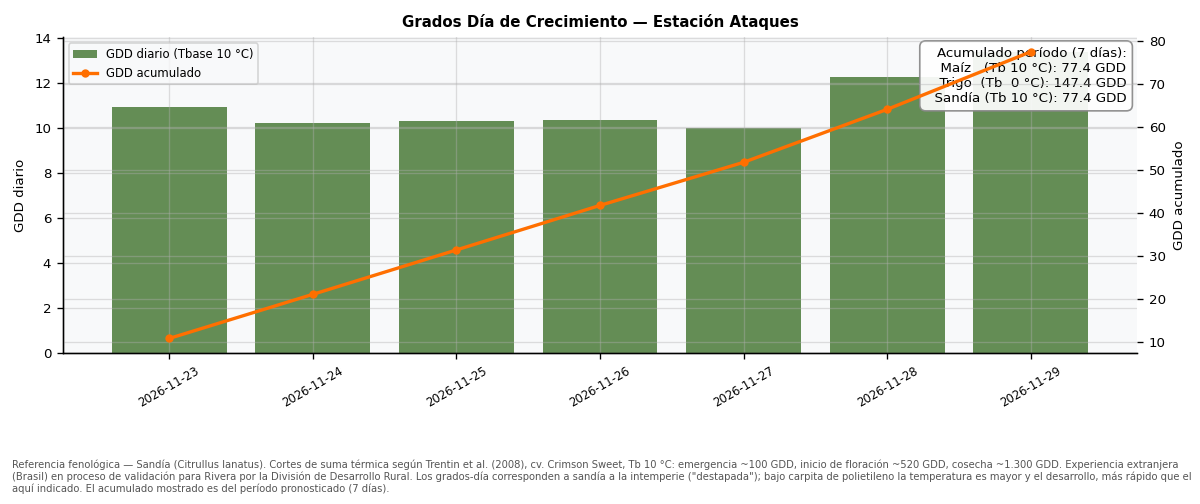 Grados Día de Crecimiento — Estación Ataques
GDD diario (Tbase 10 °C)
GDD acumulado
Acumulado período (7 días):
Maíz (Tb 10 °C): 77.4 GDD
Trigo (Tb 0 °C): 147.4 GDD
Sandía (Tb 10 °C): 77.4 GDD
GDD diario
14
12
10
8
6
4
2
0
GDD acumulado
80
70
60
50
40
30
20
10
2026-11-23
2026-11-24
2026-11-25
2026-11-26
2026-11-27
2026-11-28
2026-11-29
Referencia fenológica — Sandía (Citrullus lanatus). Cortes de suma térmica según Trentin et al. (2008), cv. Crimson Sweet, Tb 10 °C: emergencia ~100 GDD, inicio de floración ~520 GDD, cosecha ~1.300 GDD. Experiencia extranjera
(Brasil) en proceso de validación para Rivera por la División de Desarrollo Rural. Los grados-día corresponden a sandía a la intemperie ("destapada"); bajo carpita de polietileno la temperatura es mayor y el desarrollo, más rápido que el
aquí indicado. El acumulado mostrado es del período pronosticado (7 días).